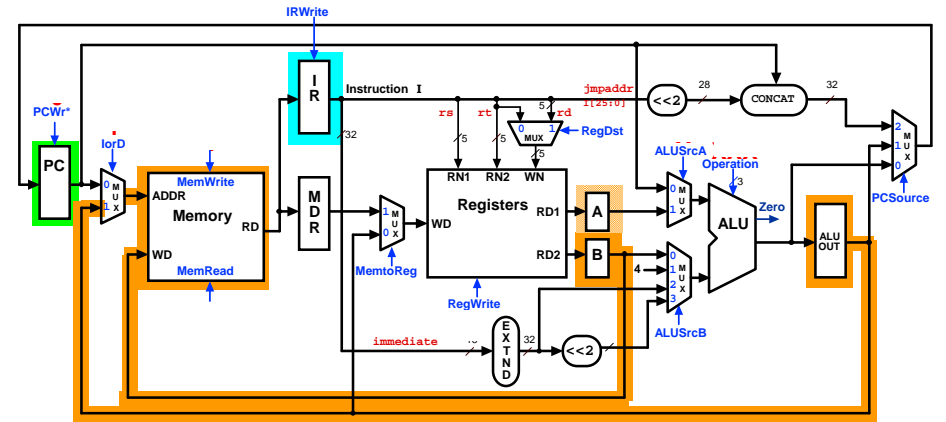 IRWrite
PCWr*
IorD
PC
0
M
U
X
1
MemWrite
ADDR
Memory
RD
WD
MemRead
I
R
Instruction I
32
M
D
R
1
M
U
X
0
MemtoReg
rs
rt
5
rd
5
5
0
1
MUX
RegDst
5
RN1
RN2
WN
Registers
WD
RD1
RD2
RegWrite
A
B
jmpaddr
I[25:0]
<<2
28
CONCAT
32
ALUSrcA
Operation
3
0
M
U
X
1
ALU
Zero
4
0
1
M
U
2
X
3
ALUSrcB
ALU
OUT
2
M
U
1
X
0
PCSource
immediate
E
X
T
N
D
32
<<2